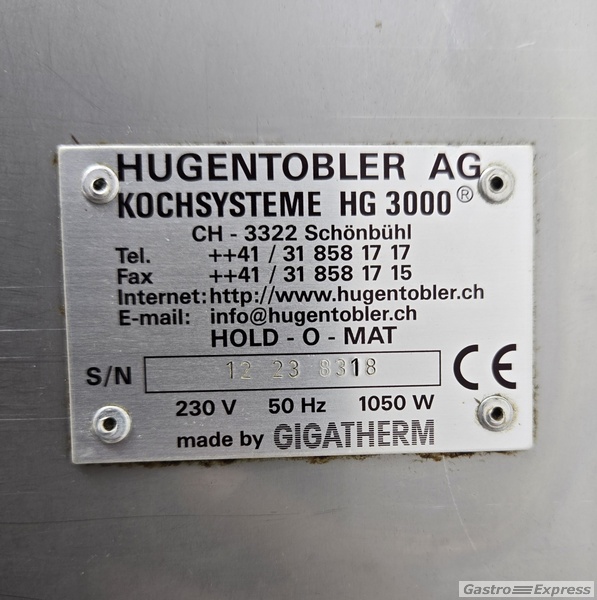 HUGENTOBLER AG
KOCHSYSTEME HG 3000®
CH - 3322 Schönbühl
Tel. ++41 / 31 858 17 17
Fax ++41 / 31 858 17 15
Internet: http://www.hugentobler.ch
E-mail: info@hugentobler.ch
HOLD - O - MAT
S/N 12 23 8318 CE
230 V 50 Hz 1050 W
made by GIGATHERM
Gastro Express